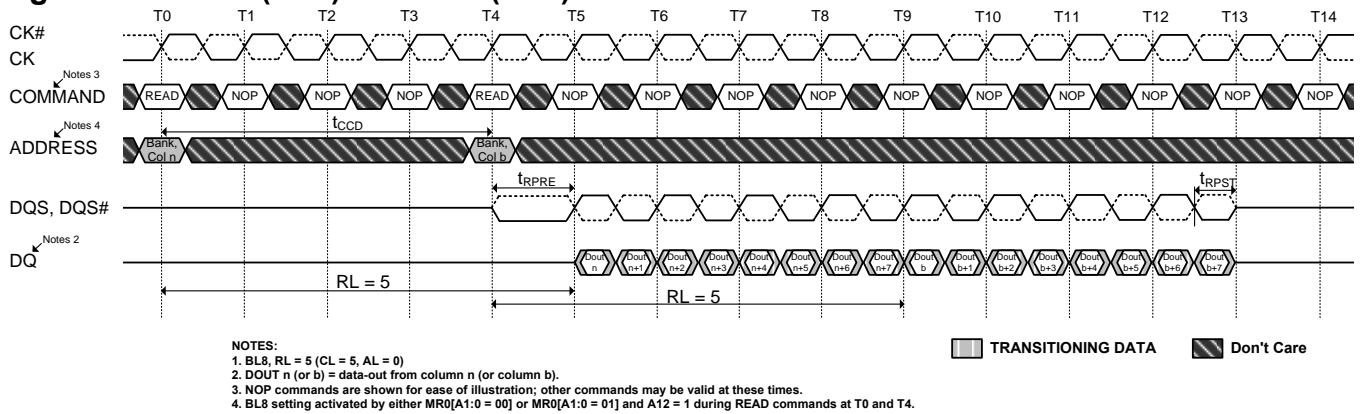 T0 T1 T2 T3 T4 T5 T6 T7 T8 T9 T10 T11 T12 T13 T14
CK#
CK
Notes 3
COMMAND READ NOP NOP NOP READ NOP NOP NOP NOP NOP NOP NOP NOP NOP NOP
Notes 4
tCCD
ADDRESS Bank, Col n Bank, Col b
tRPRE tRPST
DQS, DQS#
Notes 2
DQ Dout n Dout n+1 Dout n+2 Dout n+3 Dout n+4 Dout n+5 Dout n+6 Dout n+7 Dout b Dout b+1 Dout b+2 Dout b+3 Dout b+4 Dout b+5 Dout b+6 Dout b+7
RL = 5 RL = 5
NOTES:
1. BL8, RL = 5 (CL = 5, AL = 0)
2. DOUT n (or b) = data-out from column n (or column b).
3. NOP commands are shown for ease of illustration; other commands may be valid at these times.
4. BL8 setting activated by either MR0[A1:0 = 00] or MR0[A1:0 = 01] and A12 = 1 during READ commands at T0 and T4.
TRANSITIONING DATA Don't Care